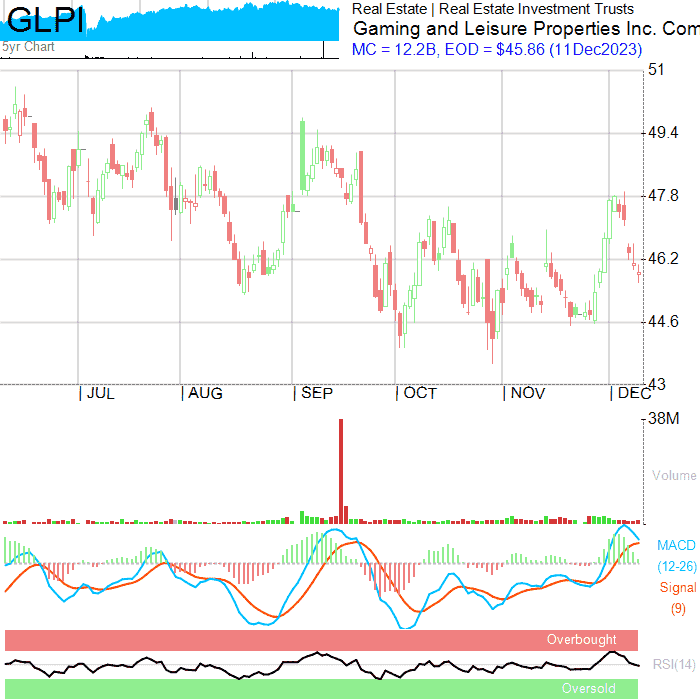 GLPI
5yr Chart
Real Estate | Real Estate Investment Trusts
Gaming and Leisure Properties Inc. Com
MC = 12.2B, EOD = $45.86 (11Dec2023)
51
49.4
47.8
46.2
44.6
43
| JUL | AUG | SEP | OCT | NOV | DEC
38M
Volume
MACD
(12-26)
Signal
(9)
Overbought
RSI(14)
Oversold